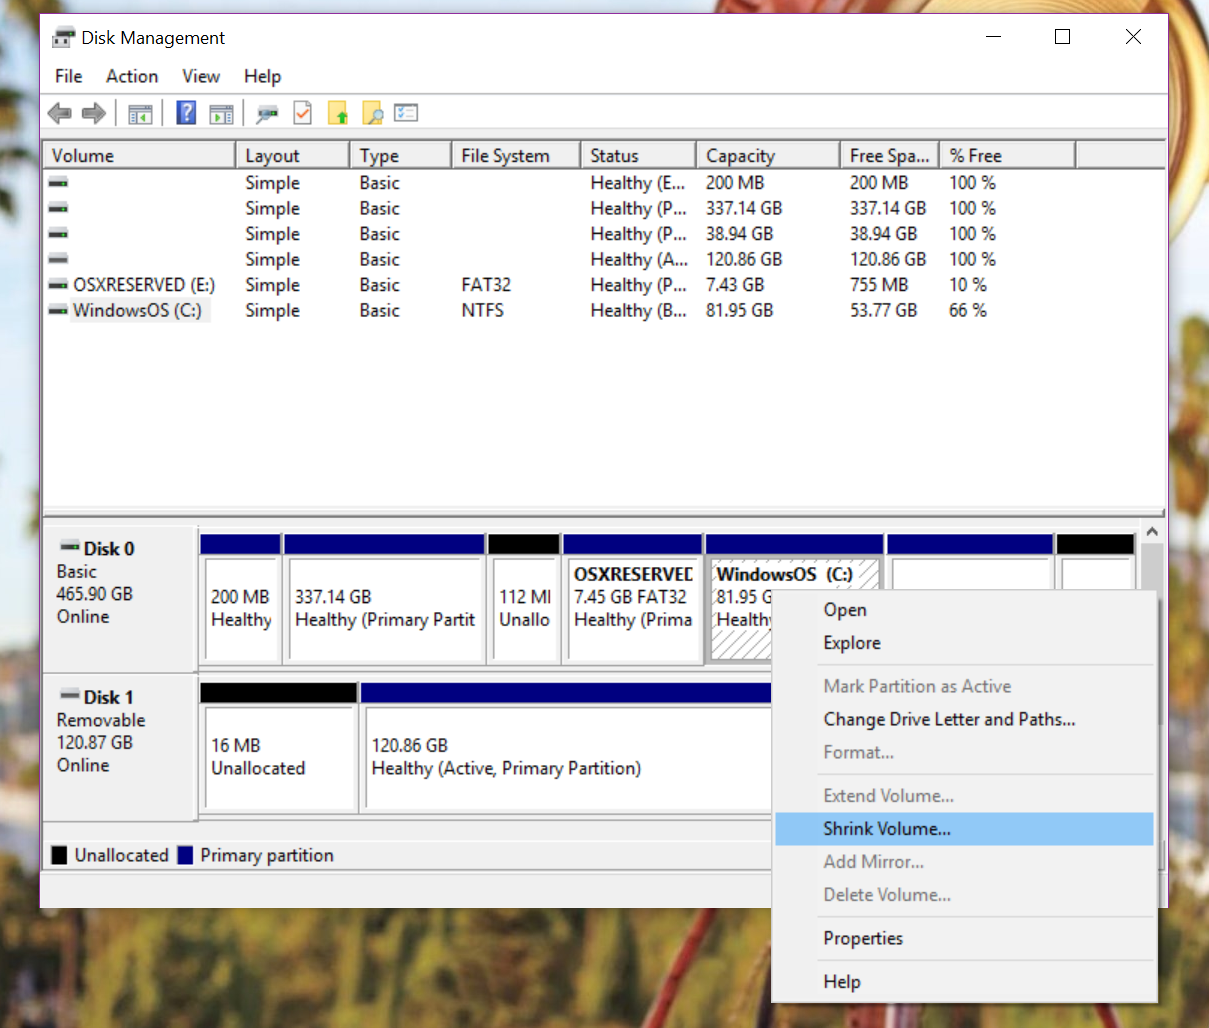 Disk Management
File Action View Help
Volume Layout Type File System Status Capacity Free Spa... % Free
Simple Basic Healthy (E... 200 MB 200 MB 100 %
Simple Basic Healthy (P... 337.14 GB 337.14 GB 100 %
Simple Basic Healthy (P... 38.94 GB 38.94 GB 100 %
Simple Basic Healthy (A... 120.86 GB 120.86 GB 100 %
OSXRESERVED (E:) Simple Basic FAT32 Healthy (P... 7.43 GB 755 MB 10 %
WindowsOS (C:) Simple Basic NTFS Healthy (B... 81.95 GB 53.77 GB 66 %
Disk 0
Basic
465.90 GB
Online
200 MB
Healthy
337.14 GB
Healthy (Primary Partit
112 MI
Unallo
OSXRESERVED
7.45 GB FAT32
Healthy (Prima
WindowsOS (C:)
81.95 G
Healthy
Disk 1
Removable
120.87 GB
Online
16 MB
Unallocated
120.86 GB
Healthy (Active, Primary Partition)
Unallocated Primary partition
Open
Explore
Mark Partition as Active
Change Drive Letter and Paths...
Format...
Extend Volume...
Shrink Volume...
Add Mirror...
Delete Volume...
Properties
Help